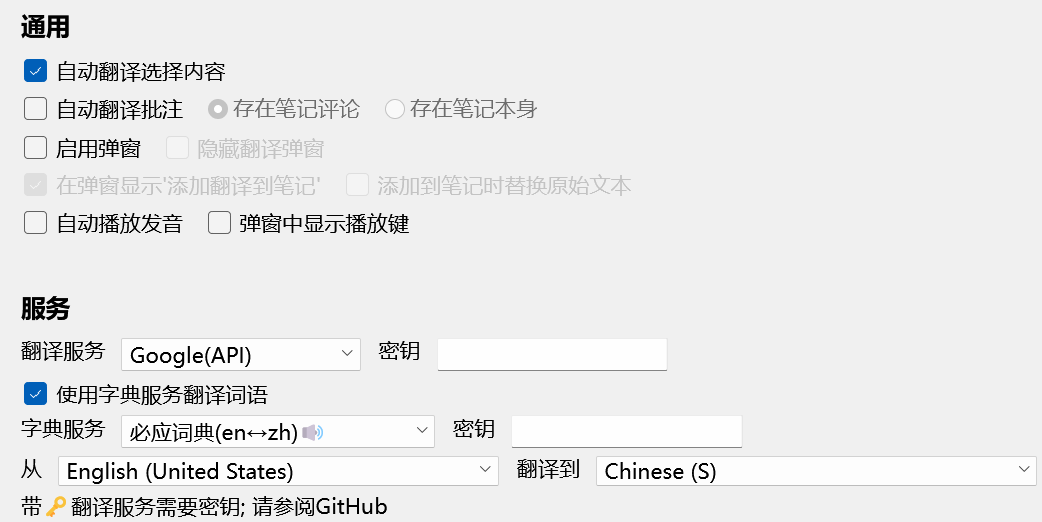 通用
自动翻译选择内容
自动翻译批注 存在笔记评论 存在笔记本身
启用弹窗 隐藏翻译弹窗
在弹窗显示'添加翻译到笔记' 添加到笔记时替换原始文本
自动播放发音 弹窗中显示播放键
服务
翻译服务 Google(API) 密钥
使用字典服务翻译词语
字典服务 必应词典(en↔zh)🔊 密钥
从 English (United States) 翻译到 Chinese (S)
带🔑翻译服务需要密钥; 请参阅GitHub